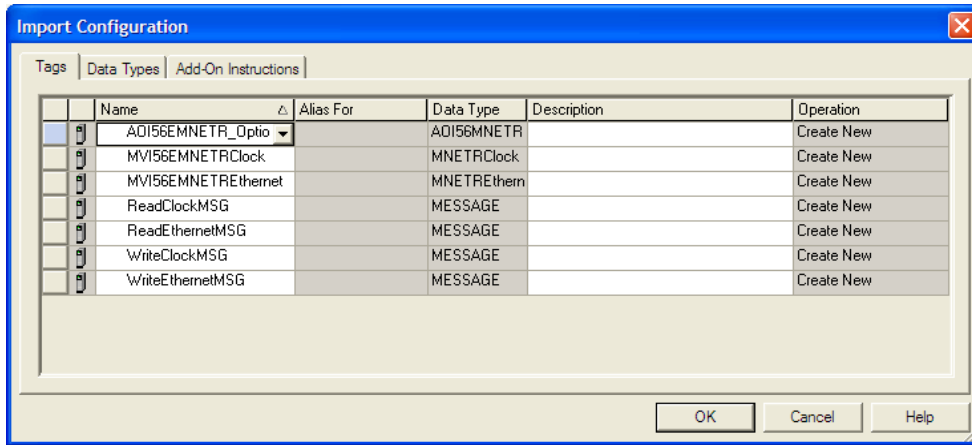 Import Configuration
Tags Data Types Add-On Instructions
Name Alias For Data Type Description Operation
AOI56EMNETR_Optio AOI56MNETR Create New
MVI56EMNETRClock MNETRClock Create New
MVI56EMNETREthernet MNETREthern Create New
ReadClockMSG MESSAGE Create New
ReadEthernetMSG MESSAGE Create New
WriteClockMSG MESSAGE Create New
WriteEthernetMSG MESSAGE Create New
OK Cancel Help